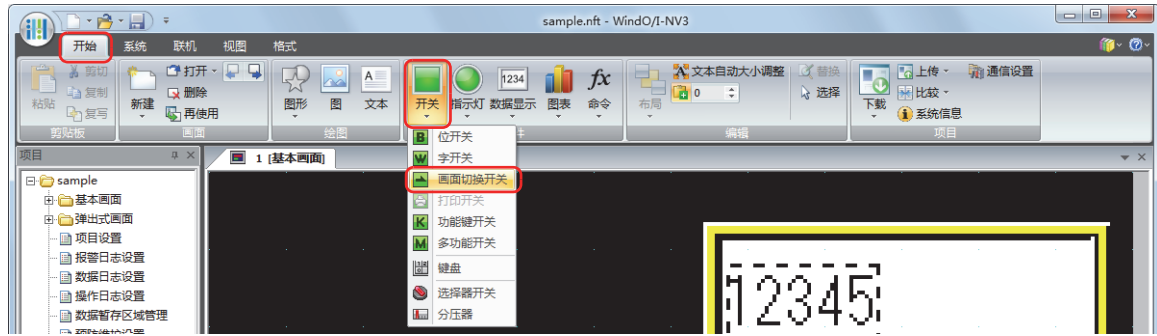 sample.nft - WindO/I-NV3
开始 系统 联机 视图 格式
剪切 打开 文本自动大小调整 替换 上传 通信设置
粘贴 复制 新建 删除 图形 图 文本 开关 指示灯 数据显示 图表 命令 布局 0 选择 下载 比较
复写 再使用 系统信息
1234
A
fx
剪贴板 画面 绘图 件 编辑 项目
项目 1 [基本画面]
B 位开关
W 字开关
画面切换开关
打印开关
K 功能键开关
M 多功能开关
键盘
选择器开关
分压器
sample
基本画面
弹出式画面
项目设置
报警日志设置
数据日志设置
操作日志设置
数据暂存区域管理
预防维护设置
12345